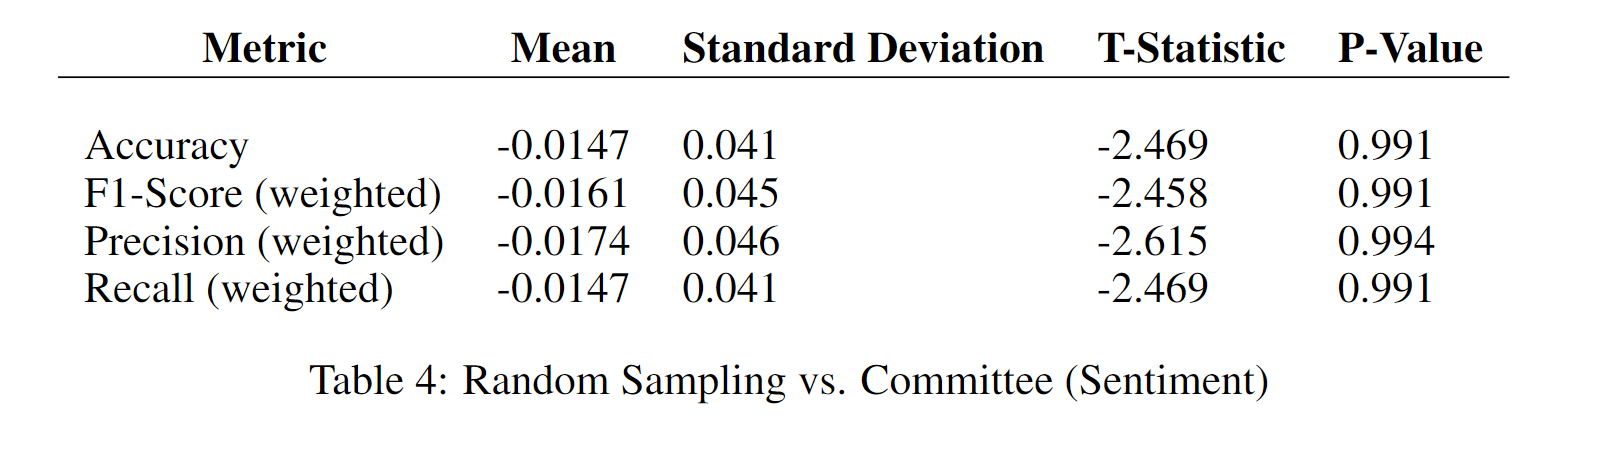 Metric Mean Standard Deviation T-Statistic P-Value
Accuracy -0.0147 0.041 -2.469 0.991
F1-Score (weighted) -0.0161 0.045 -2.458 0.991
Precision (weighted) -0.0174 0.046 -2.615 0.994
Recall (weighted) -0.0147 0.041 -2.469 0.991
Table 4: Random Sampling vs. Committee (Sentiment)